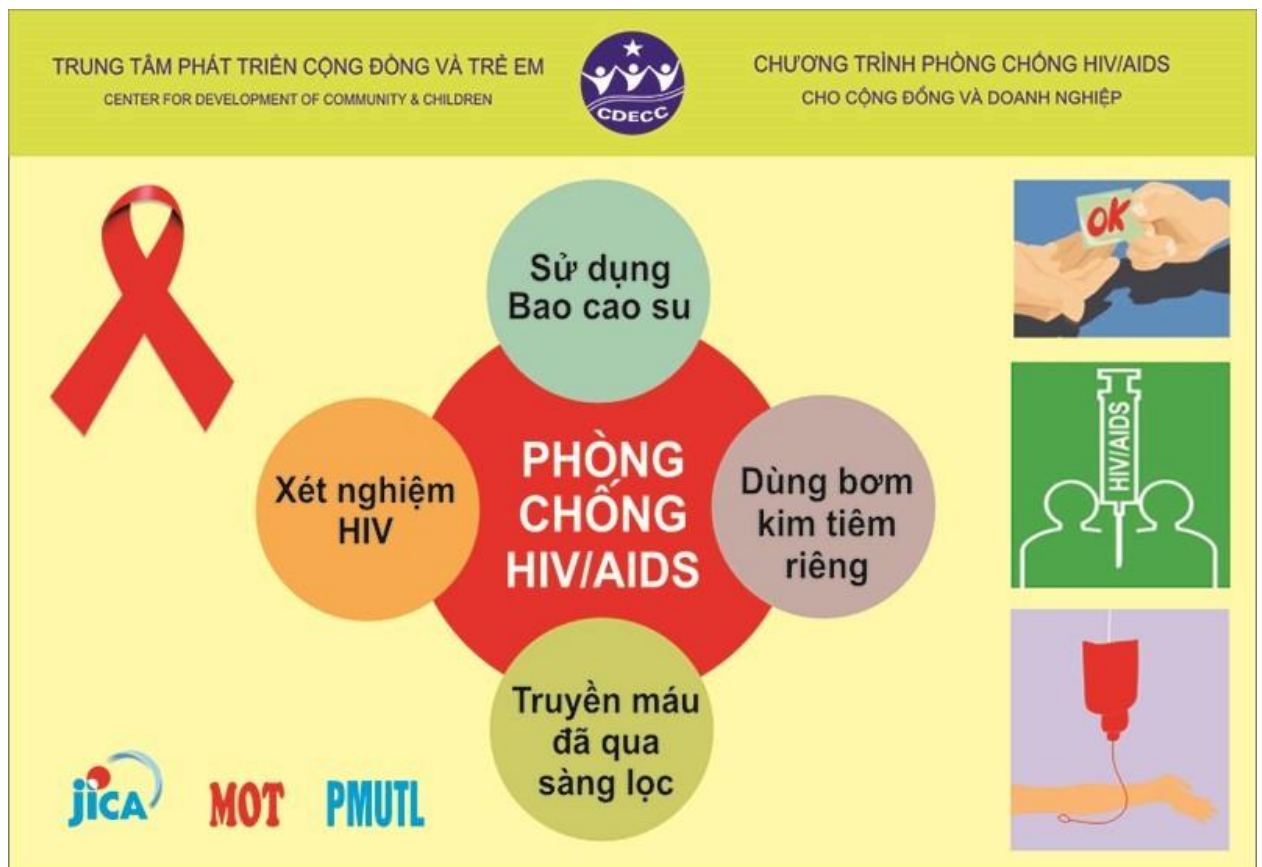 TRUNG TÂM PHÁT TRIỂN CỘNG ĐỒNG VÀ TRẺ EM
CENTER FOR DEVELOPMENT OF COMMUNITY & CHILDREN
CDECC
CHƯƠNG TRÌNH PHÒNG CHỐNG HIV/AIDS
CHO CỘNG ĐỒNG VÀ DOANH NGHIỆP
Sử dụng
Bao cao su
Xét nghiệm
HIV
PHÒNG
CHỐNG
HIV/AIDS
Dùng bơm
kim tiêm
riêng
Truyền máu
đã qua
sàng lọc
OK
HIV/AIDS
jICA
MOT
PMUTL